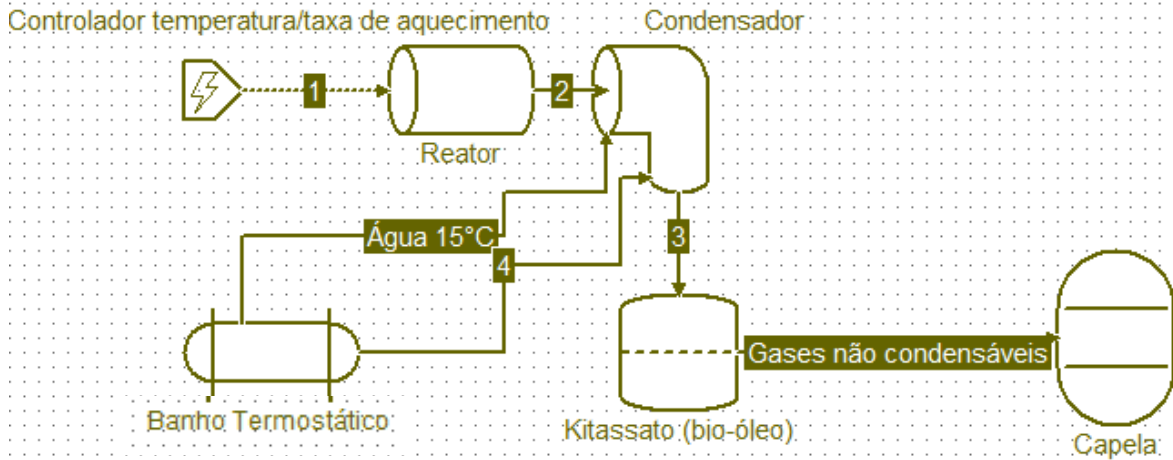 Controlador temperatura/taxa de aquecimento
Condensador
1
2
Reator
Água 15°C
3
4
Gases não condensáveis
Banho Termostático
Kitassato (bio-óleo)
Capela